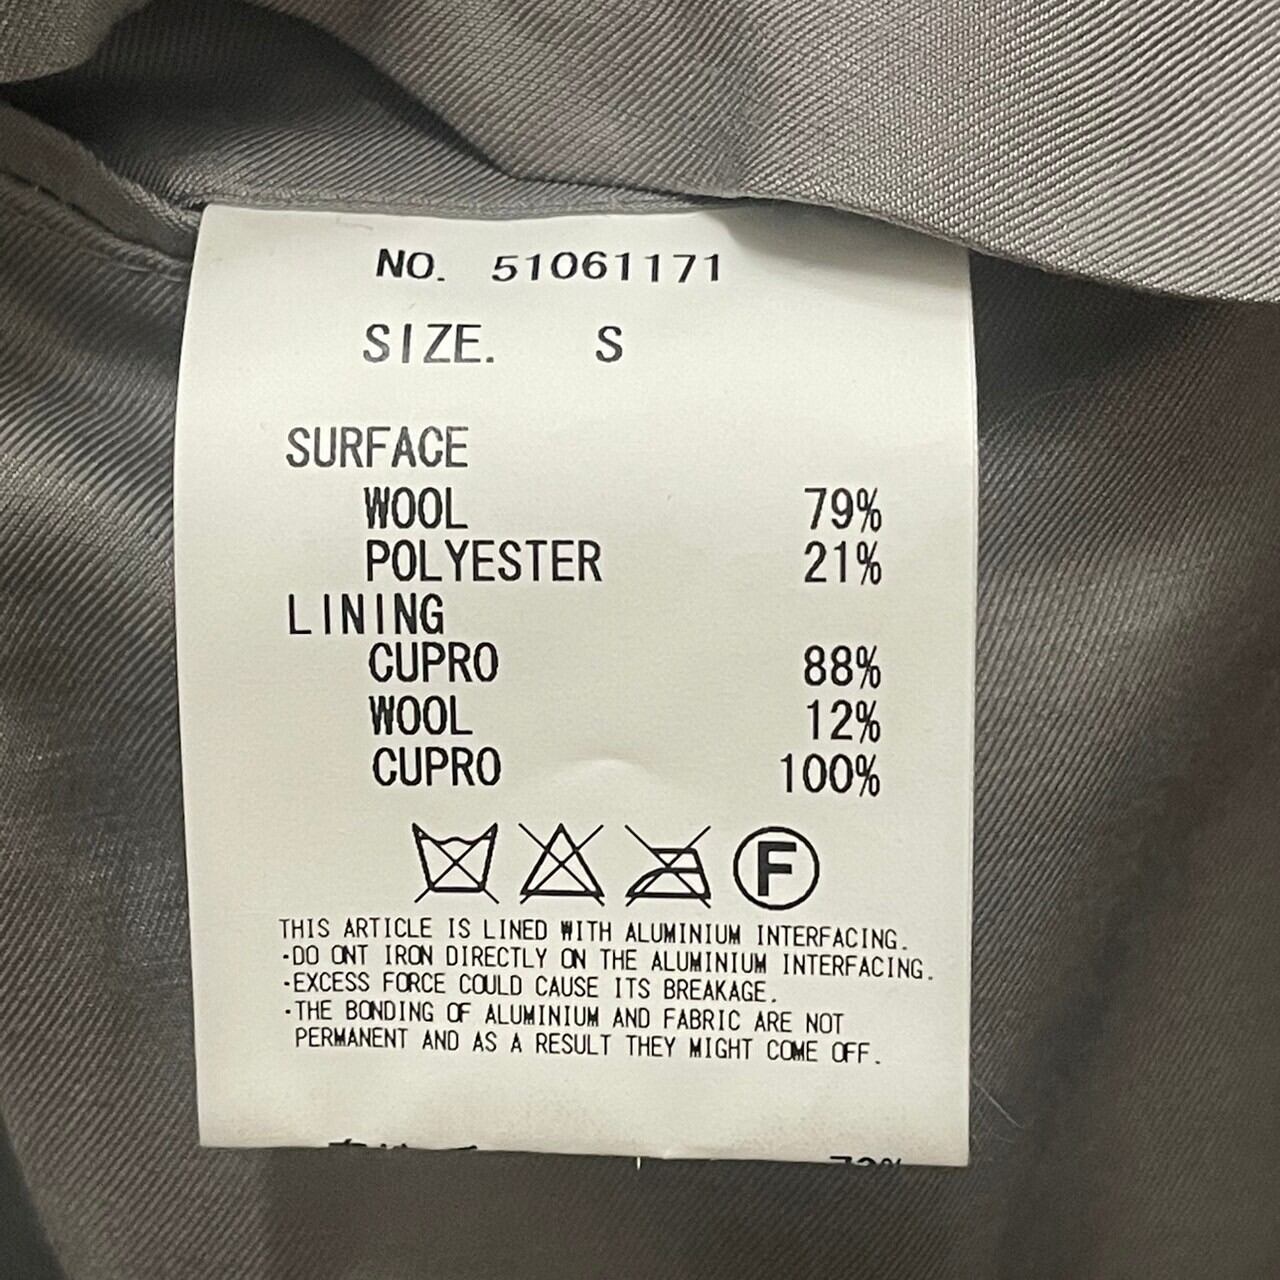 NO. 51061171
SIZE. S
SURFACE
WOOL 79%
POLYESTER 21%
LINING
CUPRO 88%
WOOL 12%
CUPRO 100%
F
THIS ARTICLE IS LINED WITH ALUMINIUM INTERFACING.
·DO ONT IRON DIRECTLY ON THE ALUMINIUM INTERFACING.
·EXCESS FORCE COULD CAUSE ITS BREAKAGE.
·THE BONDING OF ALUMINIUM AND FABRIC ARE NOT
PERMANENT AND AS A RESULT THEY MIGHT COME OFF.